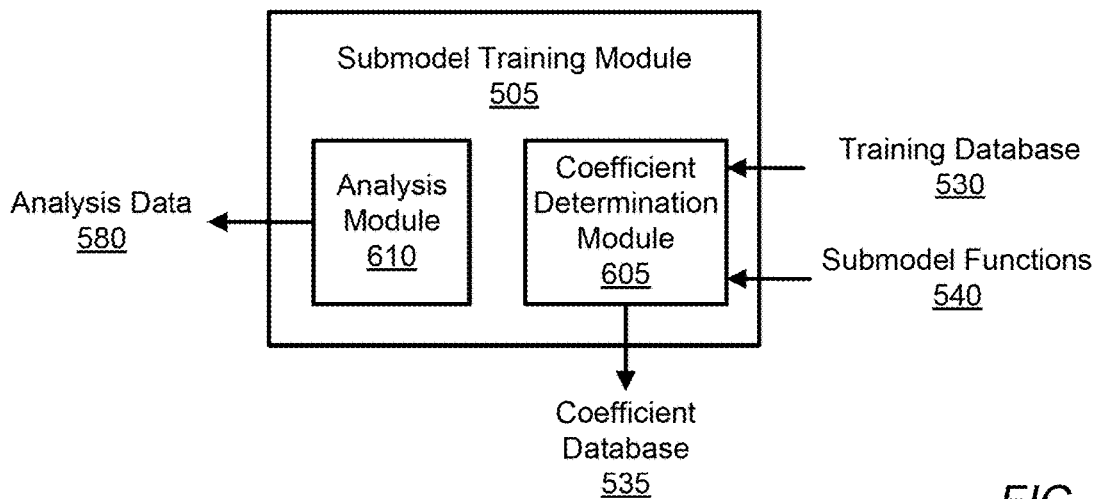 Submodel Training Module
505
Analysis Data
580
Analysis
Module
610
Coefficient
Determination
Module
605
Training Database
530
Submodel Functions
540
Coefficient
Database
535
FIG